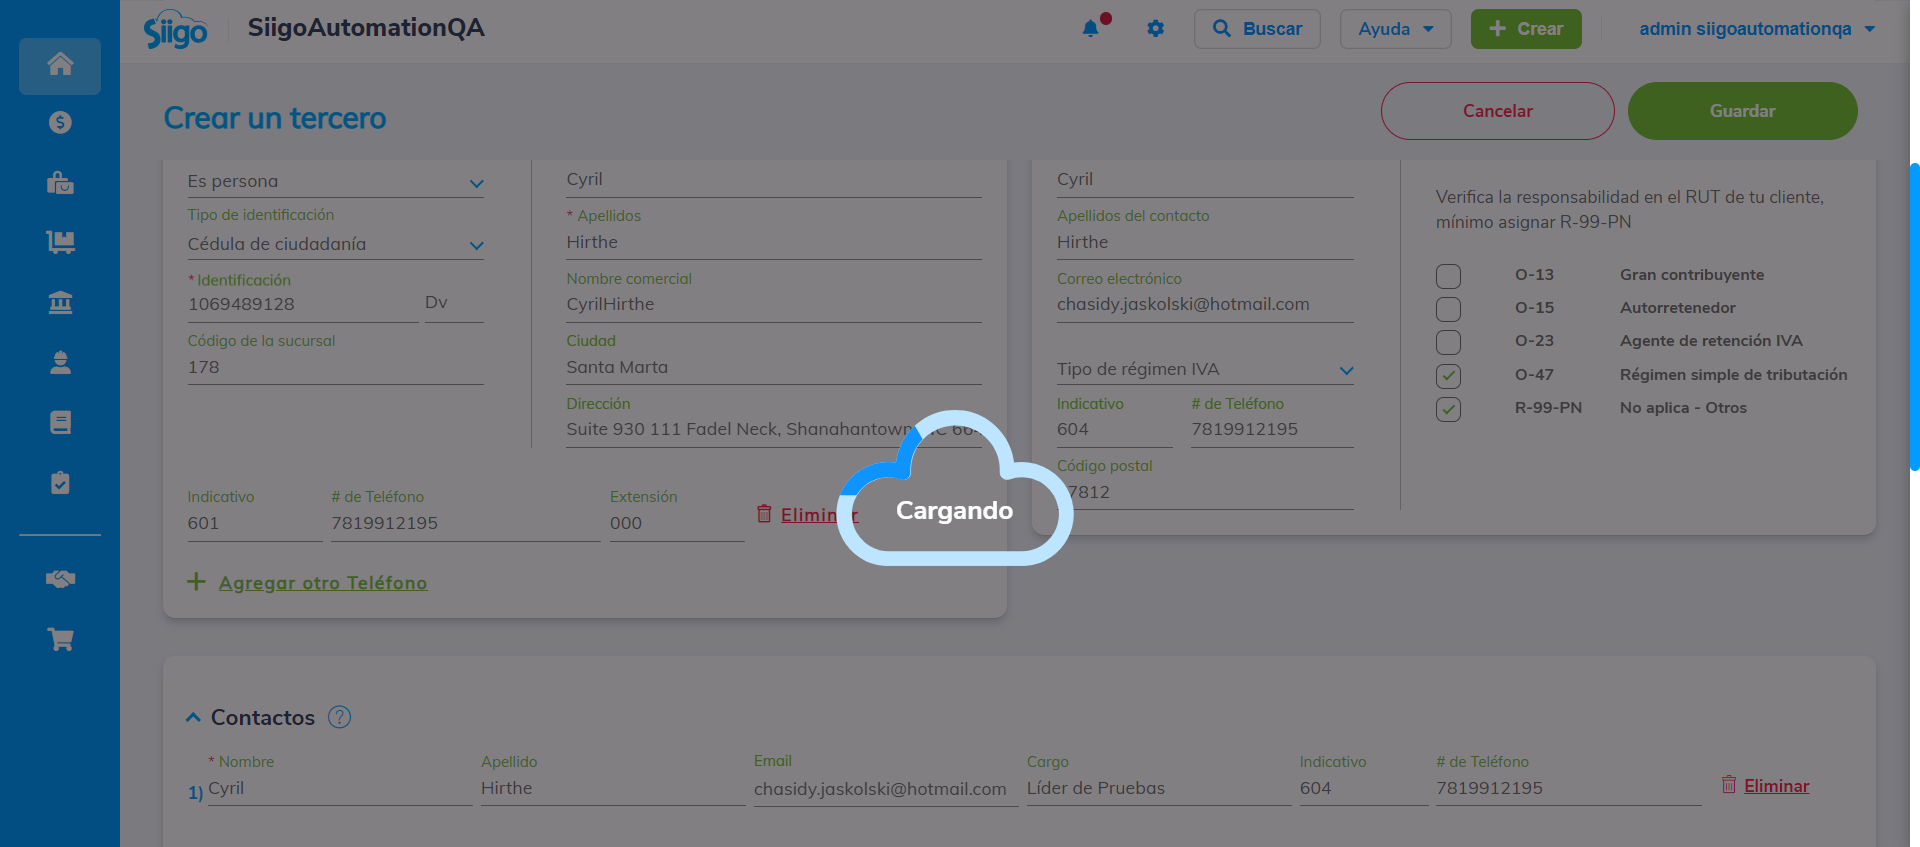 Siigo
SiigoAutomationQA
Buscar
Ayuda
Crear
admin siigoautomationqa
Crear un tercero
Cancelar
Guardar
Es persona
Tipo de identificación
Cédula de ciudadanía
* Identificación
1069489128
Dv
Código de la sucursal
178
Cyril
* Apellidos
Hirthe
Nombre comercial
CyrilHirthe
Ciudad
Santa Marta
Dirección
Suite 930 111 Fadel Neck, Shanahantown,
Indicativo
601
# de Teléfono
7819912195
Extensión
000
Eliminar
Agregar otro Teléfono
Cyril
Apellidos del contacto
Hirthe
Correo electrónico
chasidy.jaskolski@hotmail.com
Tipo de régimen IVA
Indicativo
604
# de Teléfono
7819912195
Código postal
7812
Verifica la responsabilidad en el RUT de tu cliente,
mínimo asignar R-99-PN
O-13 Gran contribuyente
O-15 Autorretenedor
O-23 Agente de retención IVA
O-47 Régimen simple de tributación
R-99-PN No aplica - Otros
Cargando
Contactos ?
* Nombre
Apellido
Email
Cargo
Indicativo
# de Teléfono
1) Cyril
Hirthe
chasidy.jaskolski@hotmail.com
Líder de Pruebas
604
7819912195
Eliminar